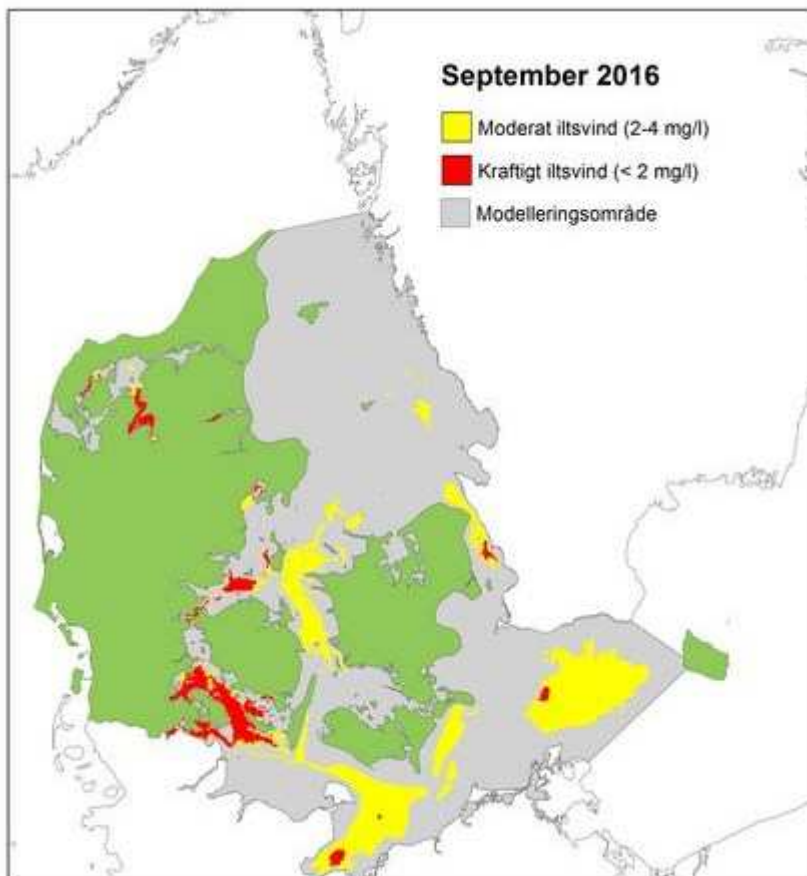 September 2016
Moderat iltsvind (2-4 mg/l)
Kraftigt iltsvind (< 2 mg/l)
Modelleringsområde